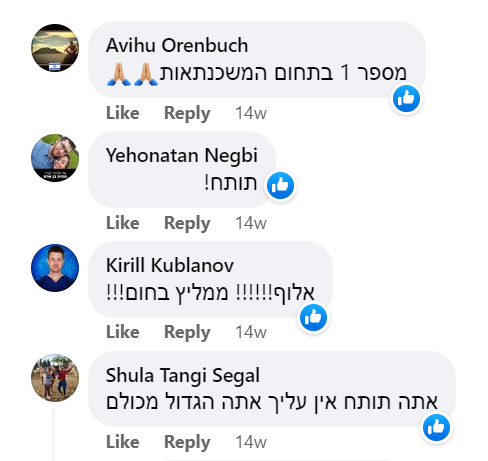 Avihu Orenbuch
מספר 1 בתחום המשכנתאות🙏🏼🙏🏼
Like Reply 14w
Yehonatan Negbi
תותח!
Like Reply 14w
Kirill Kublanov
אלוף!!!!!! ממליץ בחום!!!
Like Reply 14w
Shula Tangi Segal
אתה תותח אין עליך אתה הגדול מכולם
Like Reply 14w